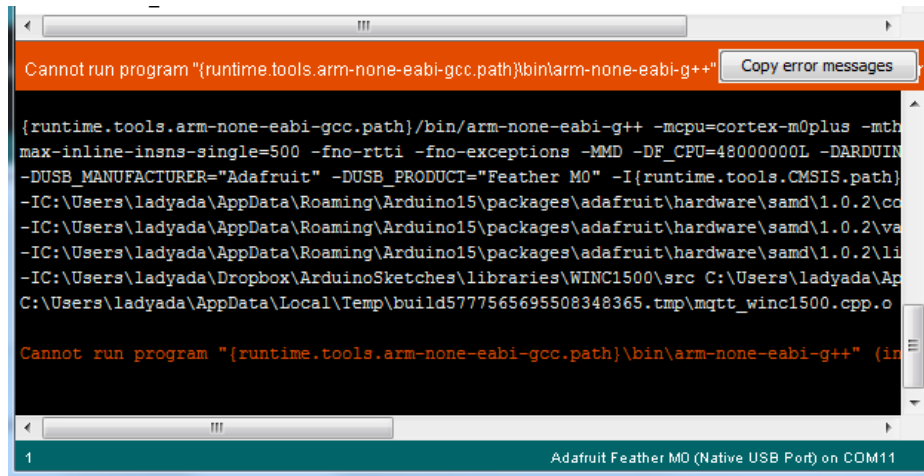 Cannot run program "{runtime.tools.arm-none-eabi-gcc.path}\bin\arm-none-eabi-g++" Copy error messages
{runtime.tools.arm-none-eabi-gcc.path}/bin/arm-none-eabi-g++ -mcpu=cortex-m0plus -mth
max-inline-insns-single=500 -fno-rtti -fno-exceptions -MMD -DF_CPU=48000000L -DARDUIN
-DUSB_MANUFACTURER="Adafruit" -DUSB_PRODUCT="Feather M0" -I{runtime.tools.CMSIS.path}
-IC:\Users\ladyada\AppData\Roaming\Arduino15\packages\adafruit\hardware\samd\1.0.2\co
-IC:\Users\ladyada\AppData\Roaming\Arduino15\packages\adafruit\hardware\samd\1.0.2\va
-IC:\Users\ladyada\AppData\Roaming\Arduino15\packages\adafruit\hardware\samd\1.0.2\li
-IC:\Users\ladyada\Dropbox\ArduinoSketches\libraries\WINC1500\src C:\Users\ladyada\Ap
C:\Users\ladyada\AppData\Local\Temp\build5777565695508348365.tmp\mqtt_winc1500.cpp.o
Cannot run program "{runtime.tools.arm-none-eabi-gcc.path}\bin\arm-none-eabi-g++" (in
1 Adafruit Feather M0 (Native USB Port) on COM11